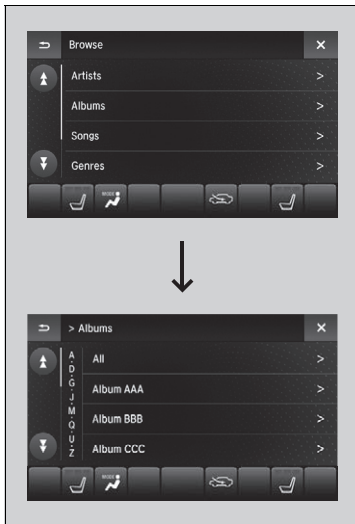 Browse
Artists
Albums
Songs
Genres
MODE
> Albums
A
·
D
·
G
·
J
·
M
·
Q
·
U
·
Z
All
Album AAA
Album BBB
Album CCC
MODE